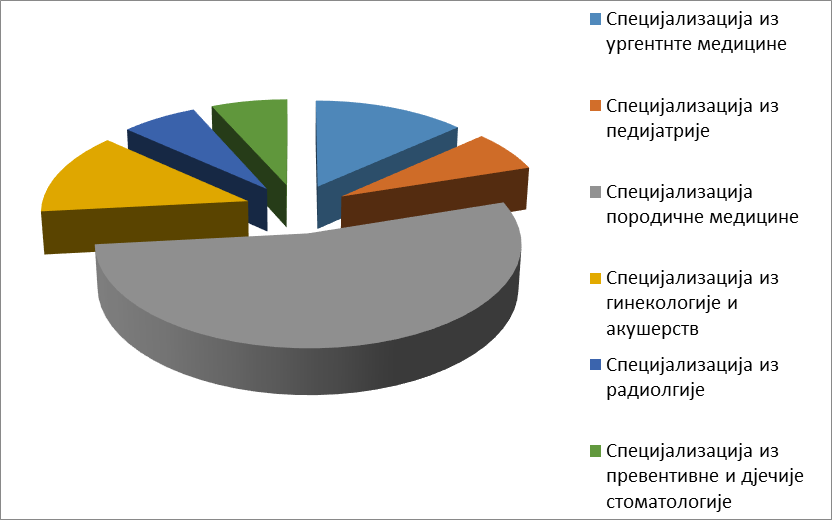 Специјализација из
ургентнте медицине
Специјализација из
педијатрије
Специјализација
породичне медицине
Специјализација из
гинекологије и
акушерств
Специјализација из
радиолгије
Специјализација из
превентивне и дјечије
стоматологије